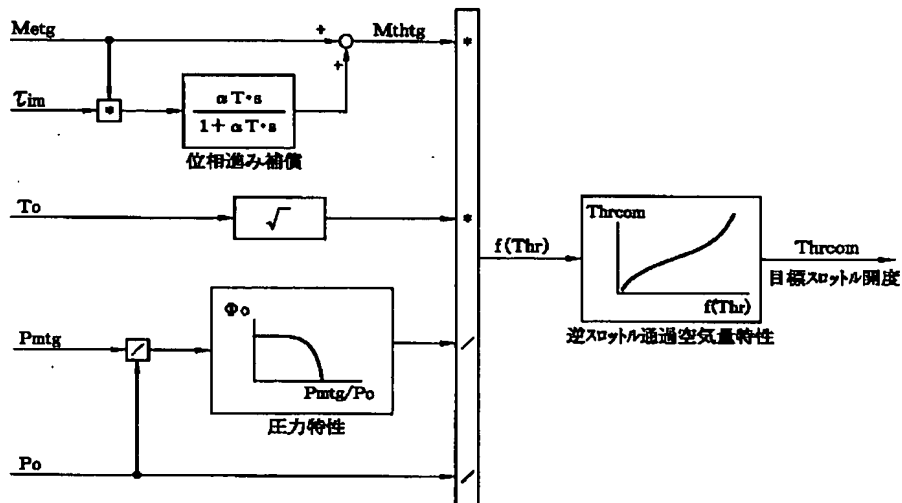 Metg
+
Mthtg
*
+
τim
*
αT・s
1+αT・s
位相進み補償
To
√
*
Thrcom
f(Thr)
f(Thr)
逆スロットル通過空気量特性
Thrcom
目標スロットル開度
Φo
Pmtg
/
Pmtg/Po
/
圧力特性
Po
/